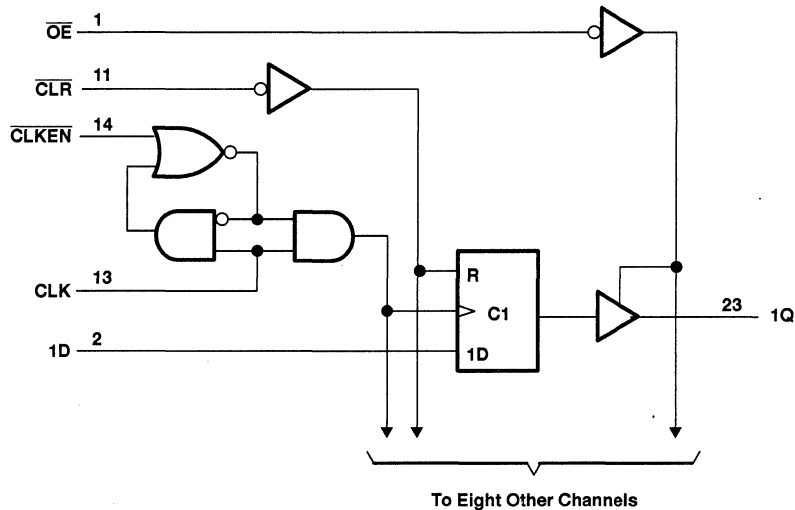 OE 1
CLR 11
CLKEN 14
CLK 13
1D 2
R
C1
1D
23 1Q
To Eight Other Channels